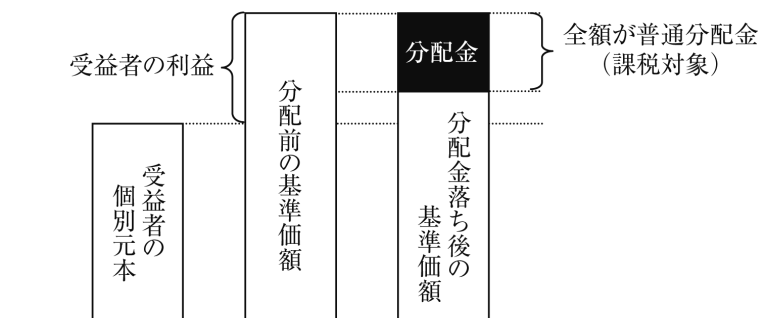 受益者の利益
分配金
全額が普通分配金
（課税対象）
分配前の基準価額
受益者の
個別元本
分配金落ち後の
基準価額